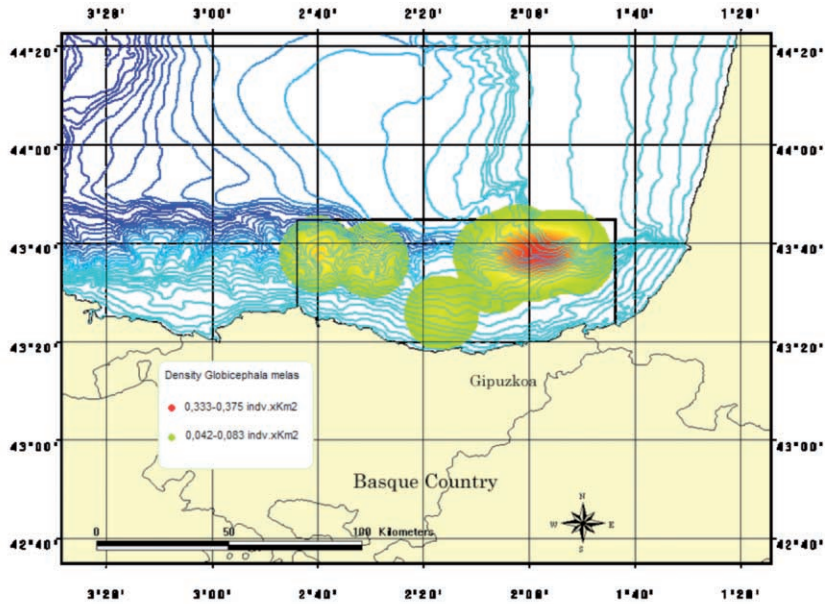 3°20' 3°00' 2°40' 2°20' 2°00' 1°40' 1°20'
44°20' 44°20'
44°00' 44°00'
43°40' 43°40'
43°20' 43°20'
Density Globicephala melas
Gipuzkoa
0,333-0,375 indv.xKm2
0,042-0,083 indv.xKm2
43°00' 43°00'
Basque Country
N
W E
S
0 50 100 Kilometers
42°40' 42°40'
3°20' 3°00' 2°40' 2°20' 2°00' 1°40' 1°20'